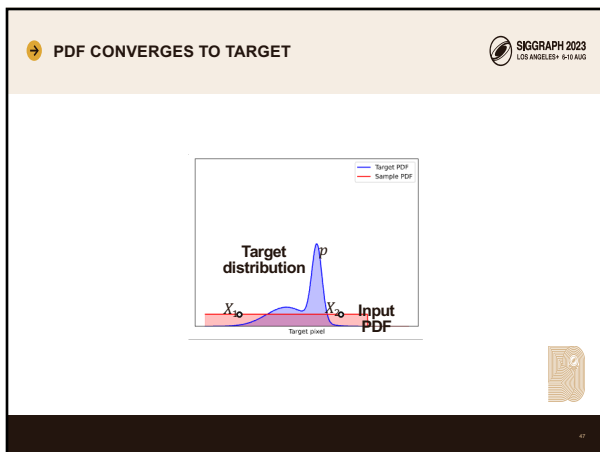 PDF CONVERGES TO TARGET
SIGGRAPH 2023
LOS ANGELES+ 6-10 AUG
Target PDF
Sample PDF
Target
distribution
p
X₁
X₂
Input
PDF
Target pixel
47